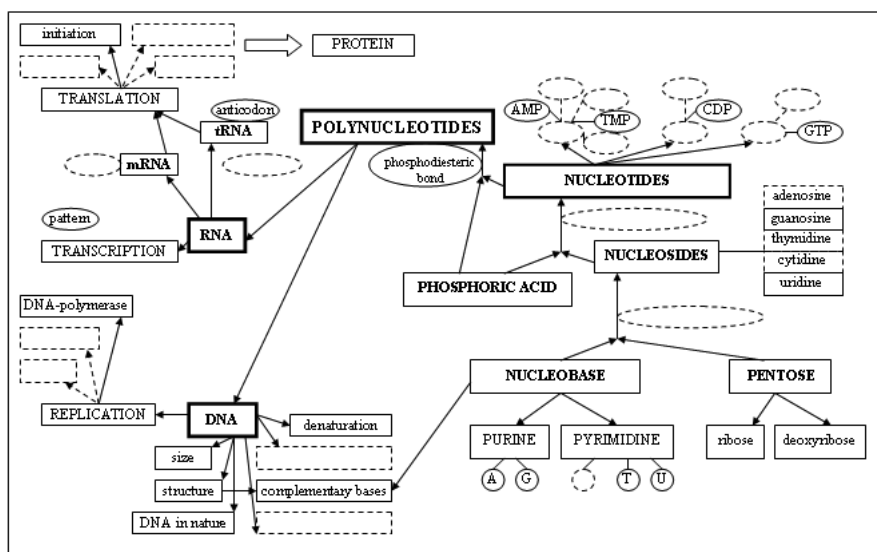 initiation
PROTEIN
TRANSLATION
anticodon
tRNA
mRNA
pattern
RNA
TRANSCRIPTION
POLYNUCLEOTIDES
phosphodiesteric
bond
AMP
TMP
CDP
GTP
NUCLEOTIDES
adenosine
guanosine
thymidine
cytidine
uridine
NUCLEOSIDES
PHOSPHORIC ACID
DNA-polymerase
REPLICATION
DNA
denaturation
size
structure
complementary bases
DNA in nature
NUCLEOBASE
PENTOSE
PURINE
PYRIMIDINE
ribose
deoxyribose
A
G
T
U